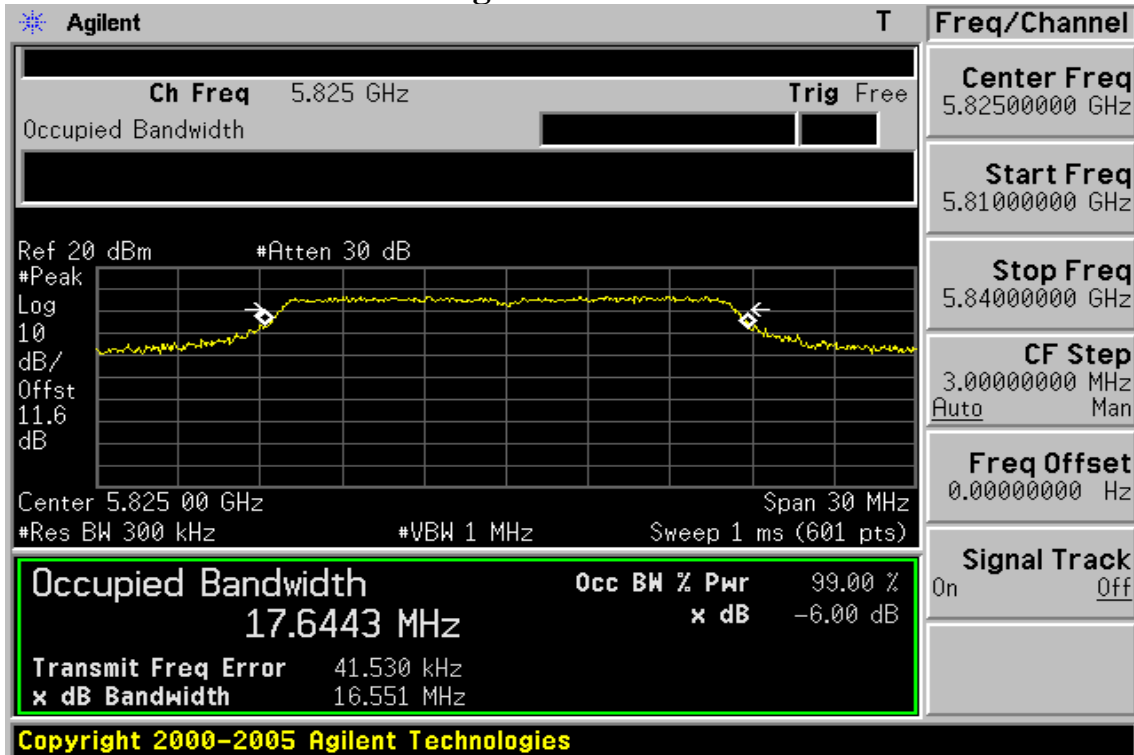 Agilent T Freq/Channel
Ch Freq 5.825 GHz Trig Free
Occupied Bandwidth
Center Freq
5.82500000 GHz
Start Freq
5.81000000 GHz
Stop Freq
5.84000000 GHz
CF Step
3.00000000 MHz
Auto Man
Freq Offset
0.00000000 Hz
Signal Track
On Off
Ref 20 dBm #Atten 30 dB
#Peak
Log
10
dB/
Offst
11.6
dB
Center 5.825 00 GHz Span 30 MHz
#Res BW 300 kHz #VBW 1 MHz Sweep 1 ms (601 pts)
Occupied Bandwidth Occ BW % Pwr 99.00 %
17.6443 MHz x dB -6.00 dB
Transmit Freq Error 41.530 kHz
x dB Bandwidth 16.551 MHz
Copyright 2000-2005 Agilent Technologies